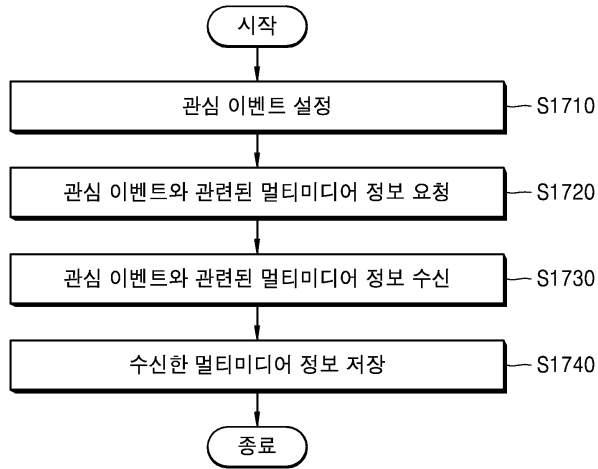 시작
관심 이벤트 설정
S1710
관심 이벤트와 관련된 멀티미디어 정보 요청
S1720
관심 이벤트와 관련된 멀티미디어 정보 수신
S1730
수신한 멀티미디어 정보 저장
S1740
종료